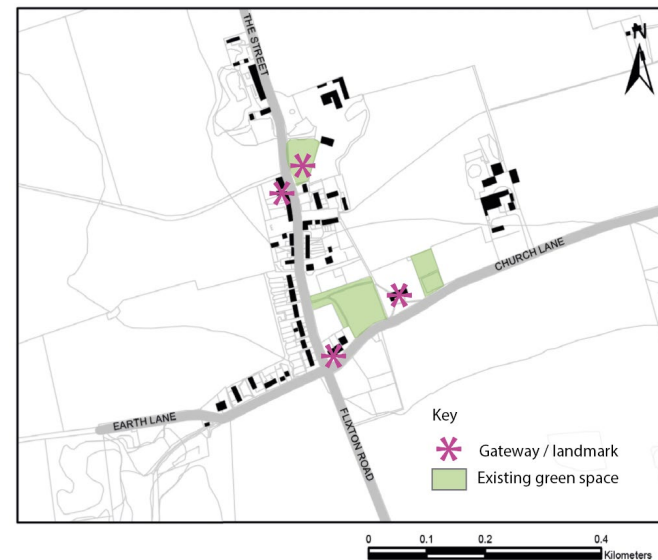 THE STREET
N
CHURCH LANE
EARTH LANE
FLIXTON ROAD
Key
Gateway / landmark
Existing green space
0 0.1 0.2 0.4
Kilometers